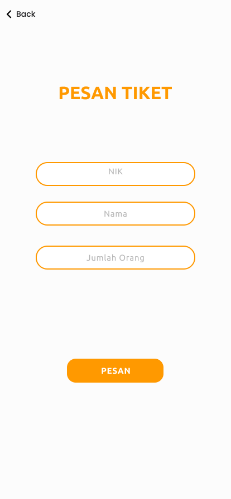 Back
PESAN TIKET
NIK
Nama
Jumlah Orang
PESAN